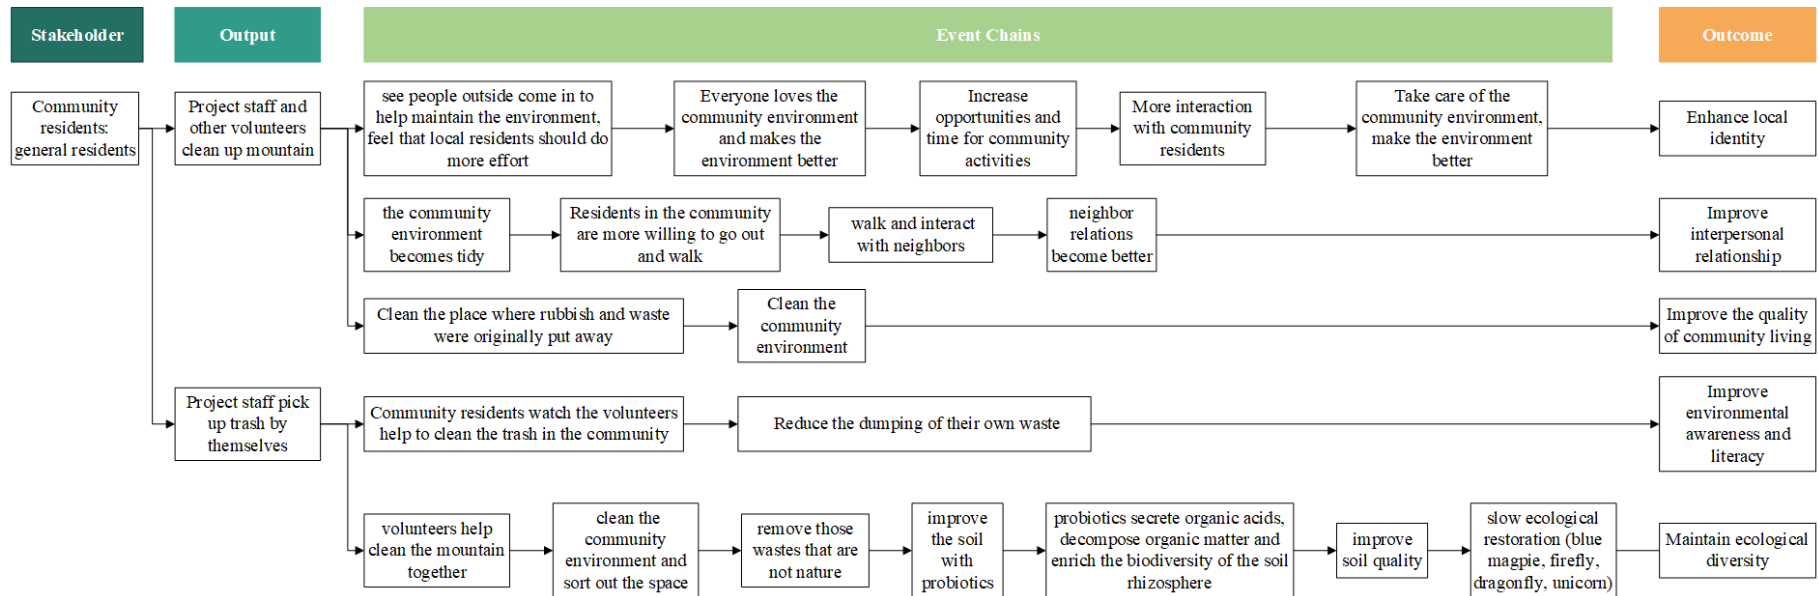 Stakeholder
Output
Event Chains
Outcome
Community
residents:
general residents
Project staff and
other volunteers
clean up mountain
see people outside come in to
help maintain the environment,
feel that local residents should do
more effort
Everyone loves the
community environment
and makes the
environment better
Increase
opportunities and
time for community
activities
More interaction
with community
residents
Take care of the
community environment,
make the environment
better
Enhance local
identity
the community
environment
becomes tidy
Residents in the community
are more willing to go out
and walk
walk and interact
with neighbors
neighbor
relations
become better
Improve
interpersonal
relationship
Clean the place where rubbish and waste
were originally put away
Clean the
community
environment
Improve the quality
of community living
Project staff pick
up trash by
themselves
Community residents watch the volunteers
help to clean the trash in the community
Reduce the dumping of their own waste
Improve
environmental
awareness and
literacy
volunteers help
clean the mountain
together
clean the
community
environment and
sort out the space
remove those
wastes that are
not nature
improve
the soil
with
probiotics
probiotics secrete organic acids,
decompose organic matter and
enrich the biodiversity of the soil
rhizosphere
improve
soil quality
slow ecological
restoration (blue
magpie, firefly,
dragonfly, unicorn)
Maintain ecological
diversity